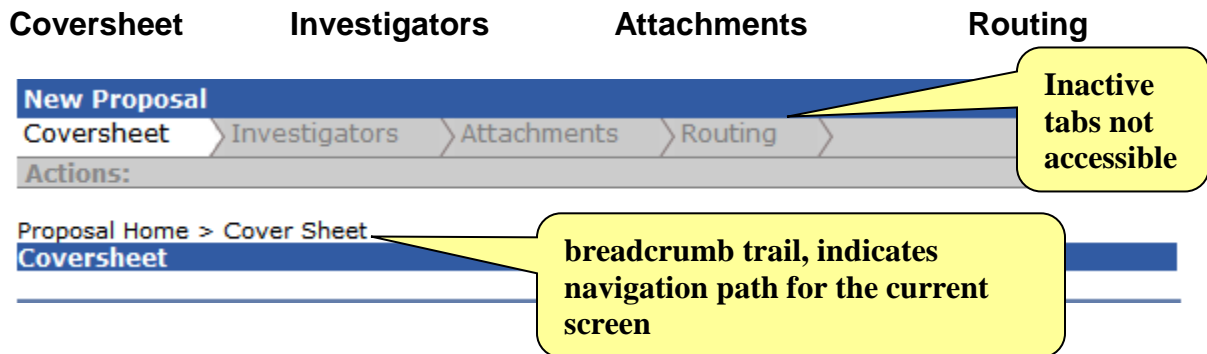 Coversheet Investigators Attachments Routing
New Proposal
Coversheet Investigators Attachments Routing
Actions:
Inactive
tabs not
accessible
Proposal Home > Cover Sheet
Coversheet
breadcrumb trail, indicates
navigation path for the current
screen